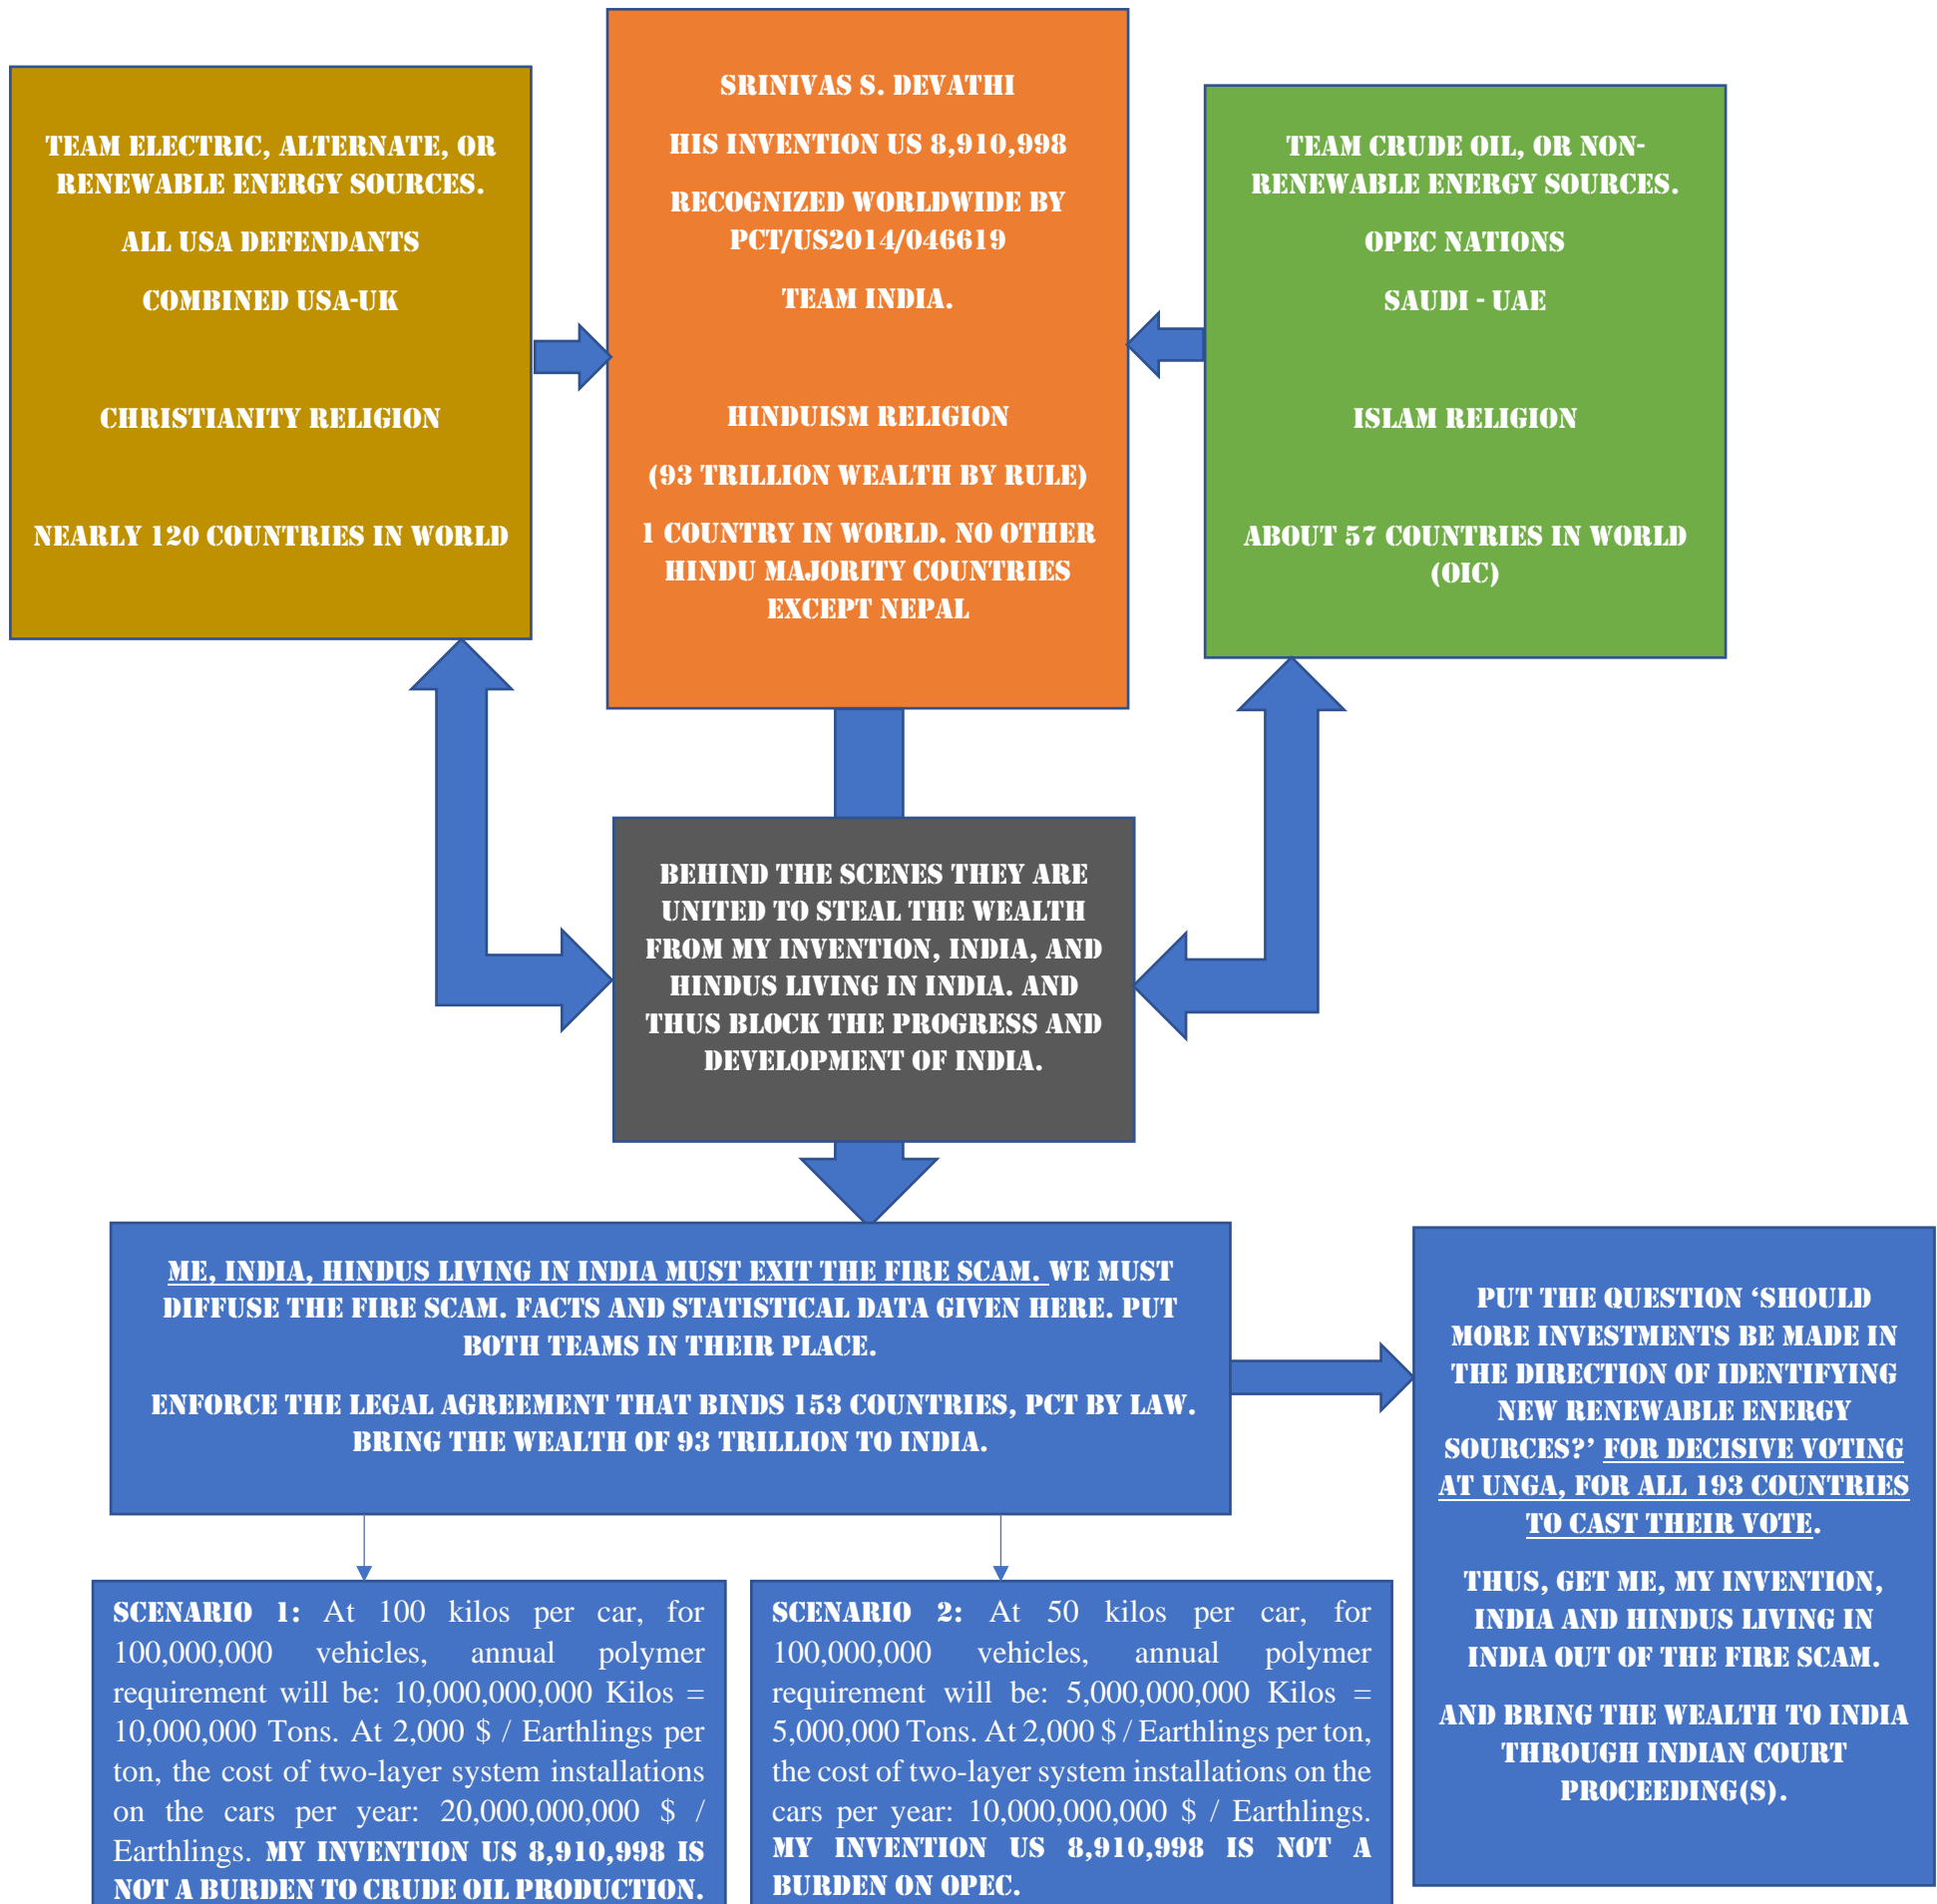 TEAM ELECTRIC, ALTERNATE, OR
RENEWABLE ENERGY SOURCES.
ALL USA DEFENDANTS
COMBINED USA-UK
CHRISTIANITY RELIGION
NEARLY 120 COUNTRIES IN WORLD
SRINIVAS S. DEVATHI
HIS INVENTION US 8,910,998
RECOGNIZED WORLDWIDE BY
PCT/US2014/046619
TEAM INDIA.
HINDUISM RELIGION
(93 TRILLION WEALTH BY RULE)
1 COUNTRY IN WORLD. NO OTHER
HINDU MAJORITY COUNTRIES
EXCEPT NEPAL
TEAM CRUDE OIL, OR NON-
RENEWABLE ENERGY SOURCES.
OPEC NATIONS
SAUDI - UAE
ISLAM RELIGION
ABOUT 57 COUNTRIES IN WORLD
(OIC)
BEHIND THE SCENES THEY ARE
UNITED TO STEAL THE WEALTH
FROM MY INVENTION, INDIA, AND
HINDUS LIVING IN INDIA. AND
THUS BLOCK THE PROGRESS AND
DEVELOPMENT OF INDIA.
ME, INDIA, HINDUS LIVING IN INDIA MUST EXIT THE FIRE SCAM. WE MUST
DIFFUSE THE FIRE SCAM. FACTS AND STATISTICAL DATA GIVEN HERE. PUT
BOTH TEAMS IN THEIR PLACE.
ENFORCE THE LEGAL AGREEMENT THAT BINDS 153 COUNTRIES, PCT BY LAW.
BRING THE WEALTH OF 93 TRILLION TO INDIA.
PUT THE QUESTION ‘SHOULD
MORE INVESTMENTS BE MADE IN
THE DIRECTION OF IDENTIFYING
NEW RENEWABLE ENERGY
SOURCES?’ FOR DECISIVE VOTING
AT UNGA, FOR ALL 193 COUNTRIES
TO CAST THEIR VOTE.
THUS, GET ME, MY INVENTION,
INDIA AND HINDUS LIVING IN
INDIA OUT OF THE FIRE SCAM.
AND BRING THE WEALTH TO INDIA
THROUGH INDIAN COURT
PROCEEDING(S).
SCENARIO 1: At 100 kilos per car, for
100,000,000 vehicles, annual polymer
requirement will be: 10,000,000,000 Kilos =
10,000,000 Tons. At 2,000 $ / Earthlings per
ton, the cost of two-layer system installations
on the cars per year: 20,000,000,000 $ /
Earthlings. MY INVENTION US 8,910,998 IS
NOT A BURDEN TO CRUDE OIL PRODUCTION.
SCENARIO 2: At 50 kilos per car, for
100,000,000 vehicles, annual polymer
requirement will be: 5,000,000,000 Kilos =
5,000,000 Tons. At 2,000 $ / Earthlings per ton,
the cost of two-layer system installations on the
cars per year: 10,000,000,000 $ / Earthlings.
MY INVENTION US 8,910,998 IS NOT A
BURDEN ON OPEC.